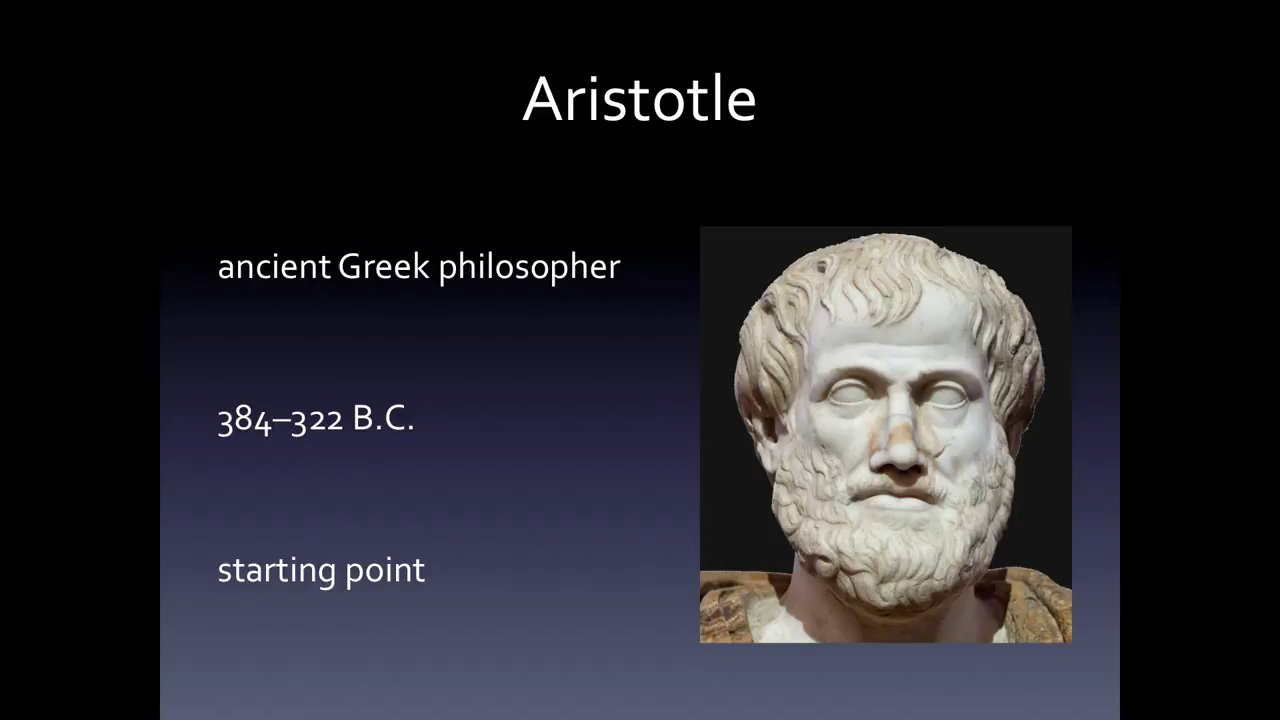 Aristotle
ancient Greek philosopher
384–322 B.C.
starting point